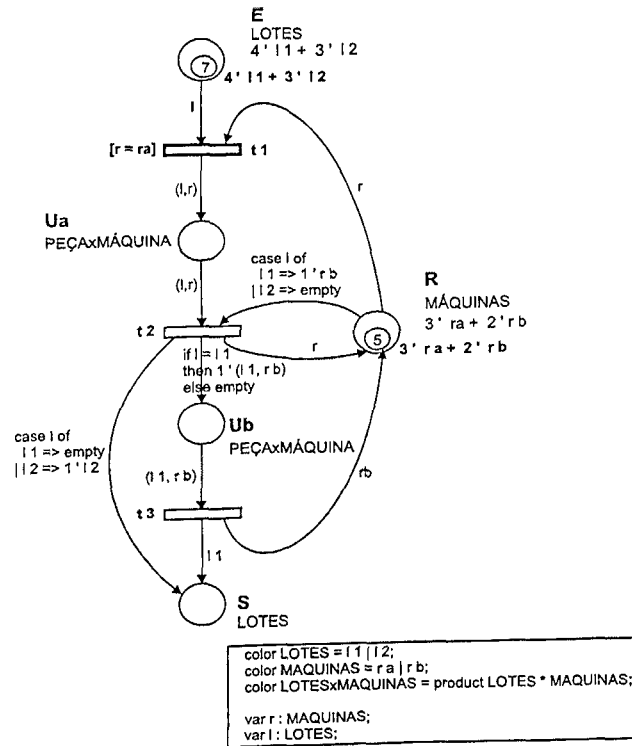 E
LOTES
4' l1 + 3' l2
7
4' l1 + 3' l2
l
[r = ra]
t1
r
(l,r)
Ua
PEÇAxMÁQUINA
(l,r)
case l of
l1 => 1'rb
|l2 => empty
R
MÁQUINAS
3' ra + 2' rb
5
3' ra + 2' rb
t2
r
if l = l1
then 1' (l1, rb)
else empty
Ub
PEÇAxMÁQUINA
case l of
l1 => empty
|l2 => 1' l2
(l1, rb)
rb
t3
l1
S
LOTES
color LOTES = l1 | l2;
color MAQUINAS = ra | rb;
color LOTESxMAQUINAS = product LOTES * MAQUINAS;
var r : MAQUINAS;
var l : LOTES;